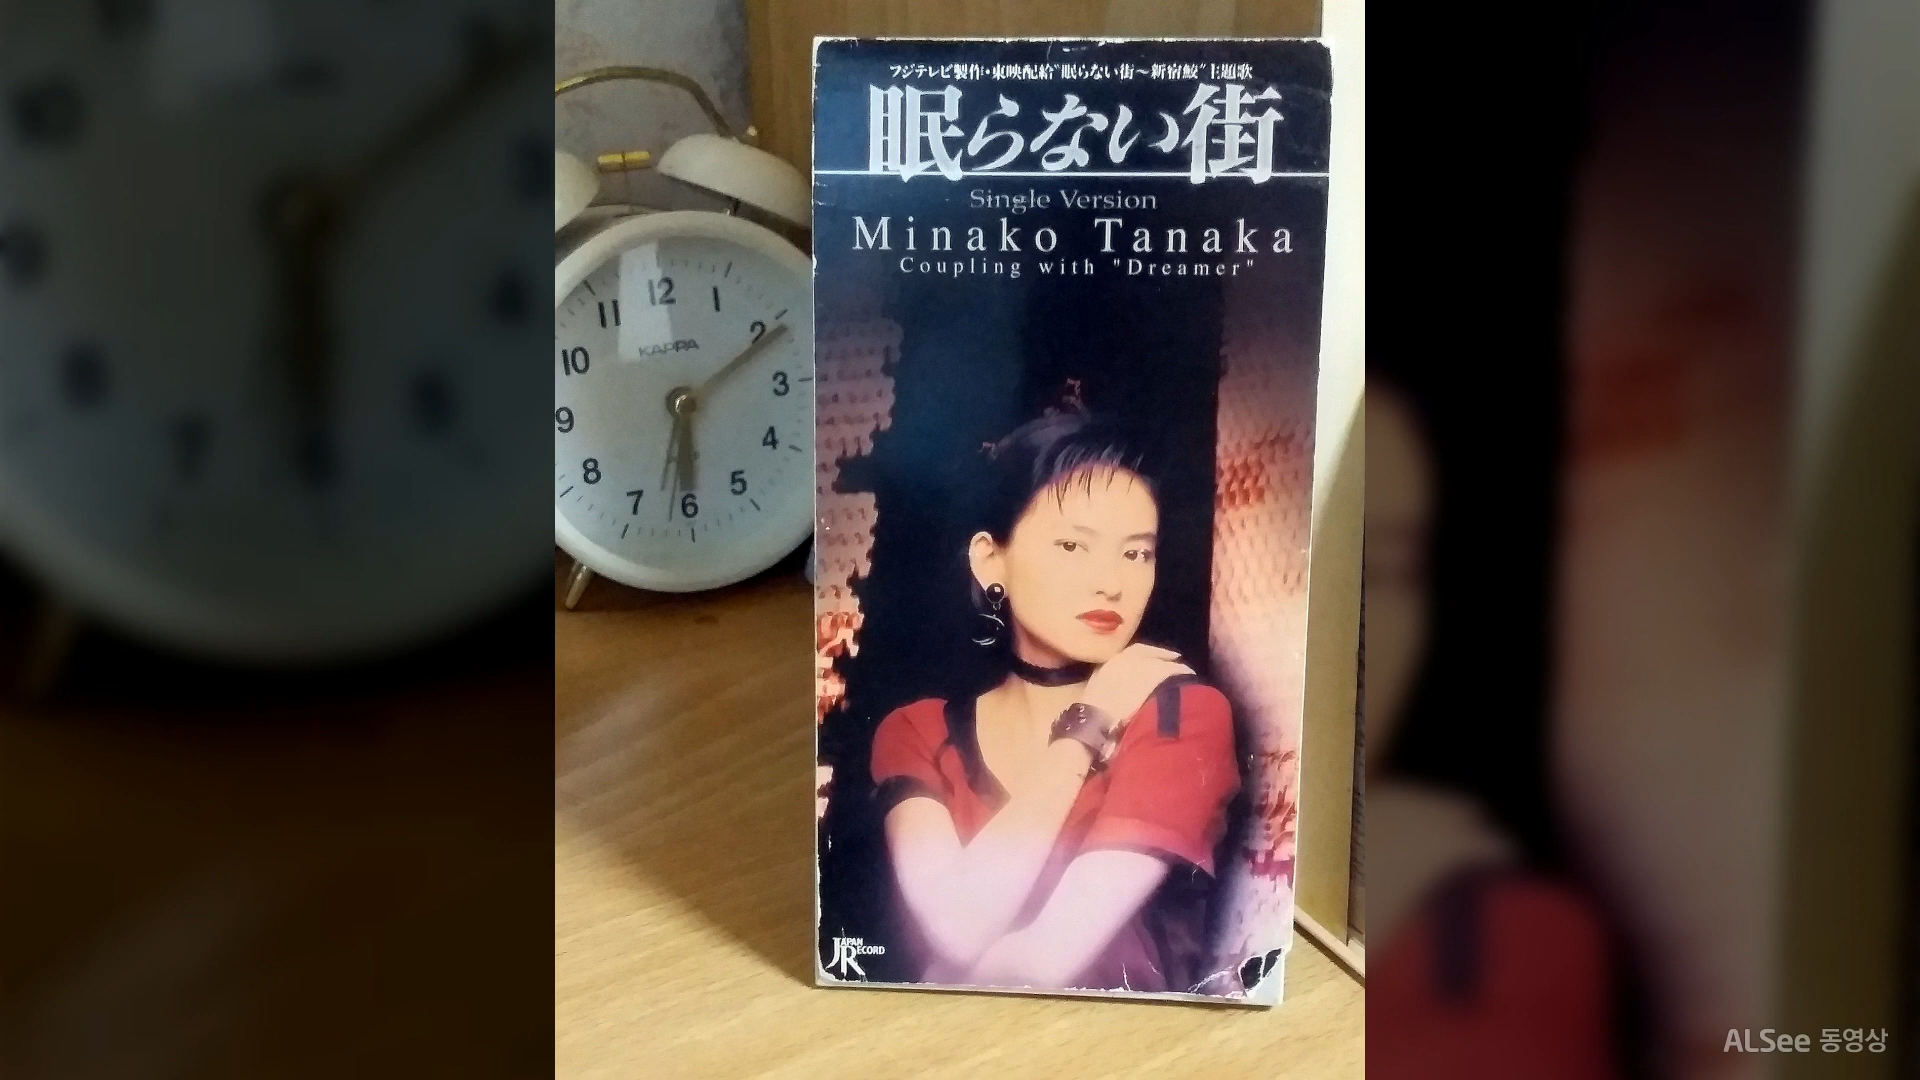 フジテレビ製作・東映配給"眠らない街～新宿鮫"主題歌
眠らない街
Single Version
Minako Tanaka
Coupling with "Dreamer"
JAPAN RECORD
KAPPA
12
1
2
3
4
5
6
7
8
9
10
11
ALSee 동영상